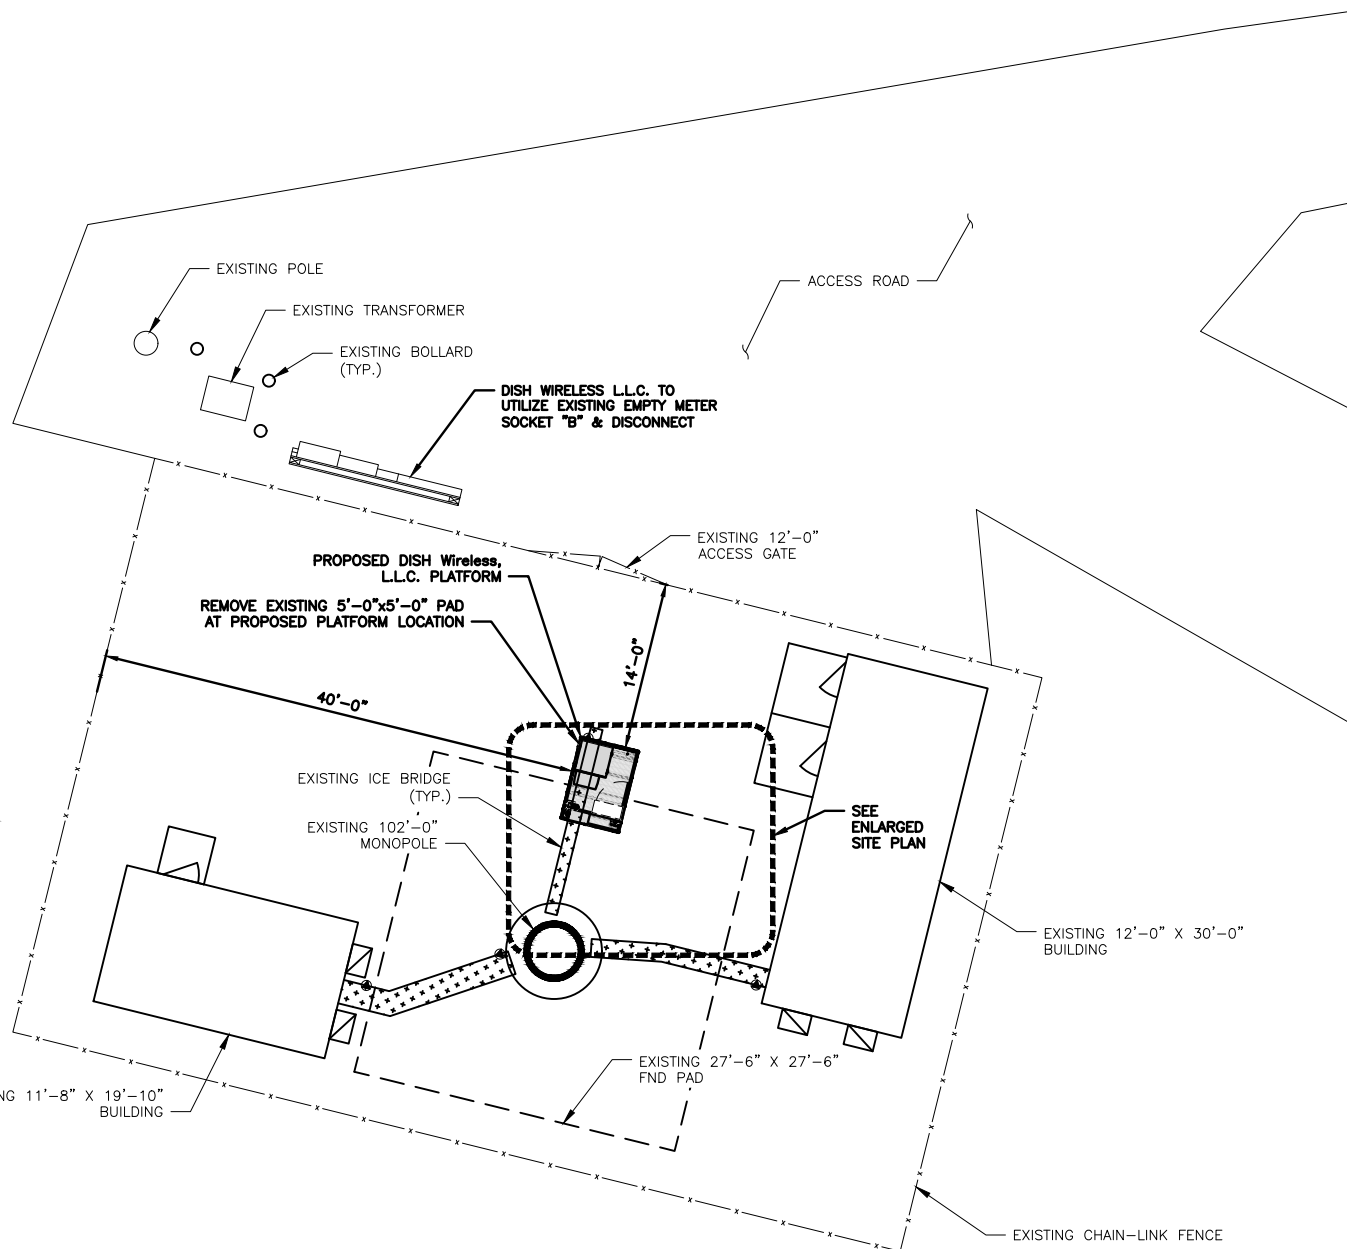 EXISTING POLE
EXISTING TRANSFORMER
EXISTING BOLLARD
(TYP.)
ACCESS ROAD
DISH WIRELESS L.L.C. TO
UTILIZE EXISTING EMPTY METER
SOCKET "B" & DISCONNECT
EXISTING 12'-0"
ACCESS GATE
PROPOSED DISH Wireless,
L.L.C. PLATFORM
REMOVE EXISTING 5'-0"x5'-0" PAD
AT PROPOSED PLATFORM LOCATION
14'-0"
40'-0"
EXISTING ICE BRIDGE
(TYP.)
EXISTING 102'-0"
MONOPOLE
SEE
ENLARGED
SITE PLAN
EXISTING 12'-0" X 30'-0"
BUILDING
EXISTING 27'-6" X 27'-6"
FND PAD
NG 11'-8" X 19'-10"
BUILDING
EXISTING CHAIN-LINK FENCE